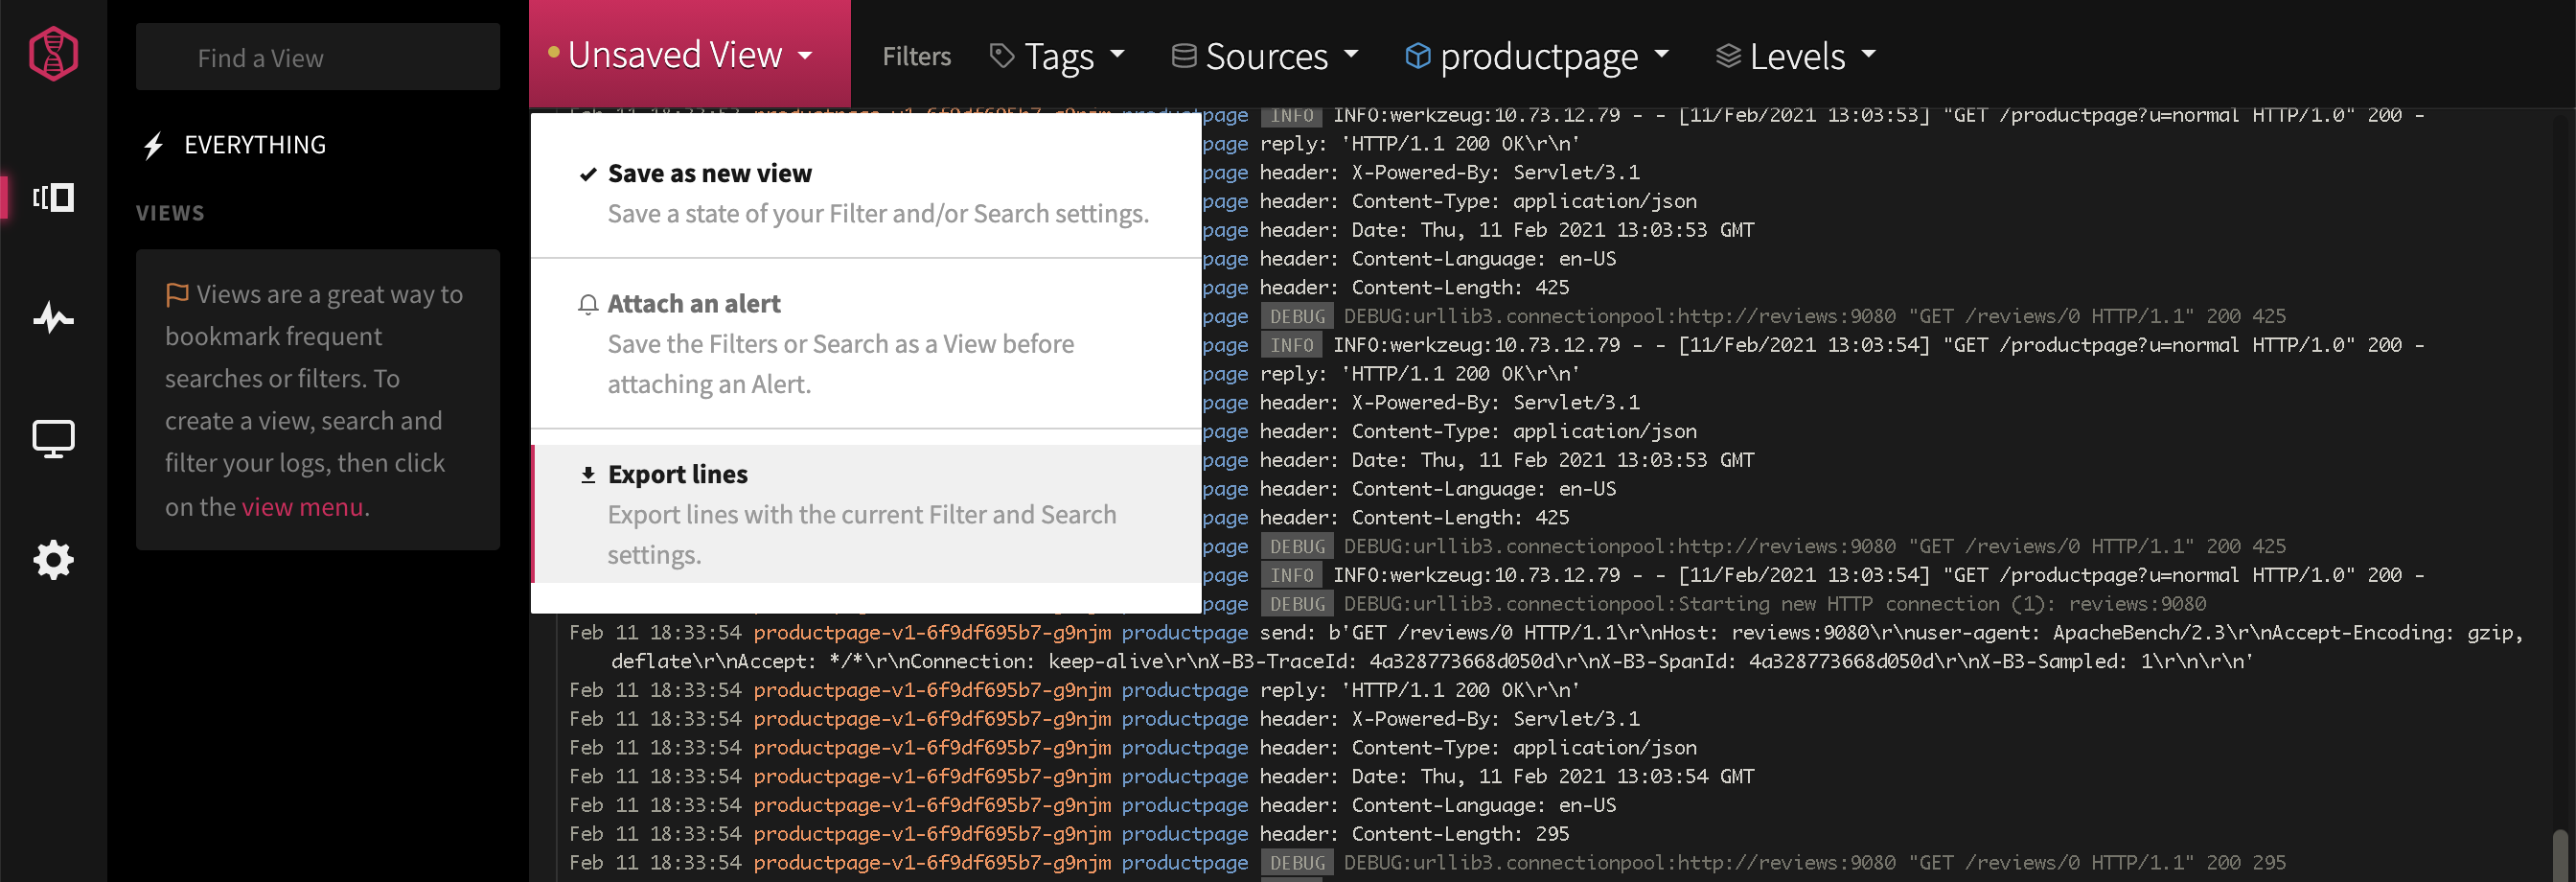 Find a View
EVERYTHING
VIEWS
Views are a great way to
bookmark frequent
searches or filters. To
create a view, search and
filter your logs, then click
on the view menu.
Unsaved View
Filters
Tags
Sources
productpage
Levels
Save as new view
Save a state of your Filter and/or Search settings.
Attach an alert
Save the Filters or Search as a View before
attaching an Alert.
Export lines
Export lines with the current Filter and Search
settings.
Feb 11 18:33:53 productpage-v1-6f9df695b7-g9njm productpage INFO INFO:werkzeug:10.73.12.79 - - [11/Feb/2021 13:03:53] "GET /productpage?u=normal HTTP/1.0" 200 -
page reply: 'HTTP/1.1 200 OK\r\n'
page header: X-Powered-By: Servlet/3.1
page header: Content-Type: application/json
page header: Date: Thu, 11 Feb 2021 13:03:53 GMT
page header: Content-Language: en-US
page header: Content-Length: 425
page DEBUG DEBUG:urllib3.connectionpool:http://reviews:9080 "GET /reviews/0 HTTP/1.1" 200 425
page INFO INFO:werkzeug:10.73.12.79 - - [11/Feb/2021 13:03:54] "GET /productpage?u=normal HTTP/1.0" 200 -
page reply: 'HTTP/1.1 200 OK\r\n'
page header: X-Powered-By: Servlet/3.1
page header: Content-Type: application/json
page header: Date: Thu, 11 Feb 2021 13:03:53 GMT
page header: Content-Language: en-US
page header: Content-Length: 425
page DEBUG DEBUG:urllib3.connectionpool:http://reviews:9080 "GET /reviews/0 HTTP/1.1" 200 425
page INFO INFO:werkzeug:10.73.12.79 - - [11/Feb/2021 13:03:54] "GET /productpage?u=normal HTTP/1.0" 200 -
page DEBUG DEBUG:urllib3.connectionpool:Starting new HTTP connection (1): reviews:9080
Feb 11 18:33:54 productpage-v1-6f9df695b7-g9njm productpage send: b'GET /reviews/0 HTTP/1.1\r\nHost: reviews:9080\r\nuser-agent: ApacheBench/2.3\r\nAccept-Encoding: gzip,
deflate\r\nAccept: */*\r\nConnection: keep-alive\r\nX-B3-TraceId: 4a328773668d050d\r\nX-B3-SpanId: 4a328773668d050d\r\nX-B3-Sampled: 1\r\n\r\n'
Feb 11 18:33:54 productpage-v1-6f9df695b7-g9njm productpage reply: 'HTTP/1.1 200 OK\r\n'
Feb 11 18:33:54 productpage-v1-6f9df695b7-g9njm productpage header: X-Powered-By: Servlet/3.1
Feb 11 18:33:54 productpage-v1-6f9df695b7-g9njm productpage header: Content-Type: application/json
Feb 11 18:33:54 productpage-v1-6f9df695b7-g9njm productpage header: Date: Thu, 11 Feb 2021 13:03:54 GMT
Feb 11 18:33:54 productpage-v1-6f9df695b7-g9njm productpage header: Content-Language: en-US
Feb 11 18:33:54 productpage-v1-6f9df695b7-g9njm productpage header: Content-Length: 295
Feb 11 18:33:54 productpage-v1-6f9df695b7-g9njm productpage DEBUG DEBUG:urllib3.connectionpool:http://reviews:9080 "GET /reviews/0 HTTP/1.1" 200 295